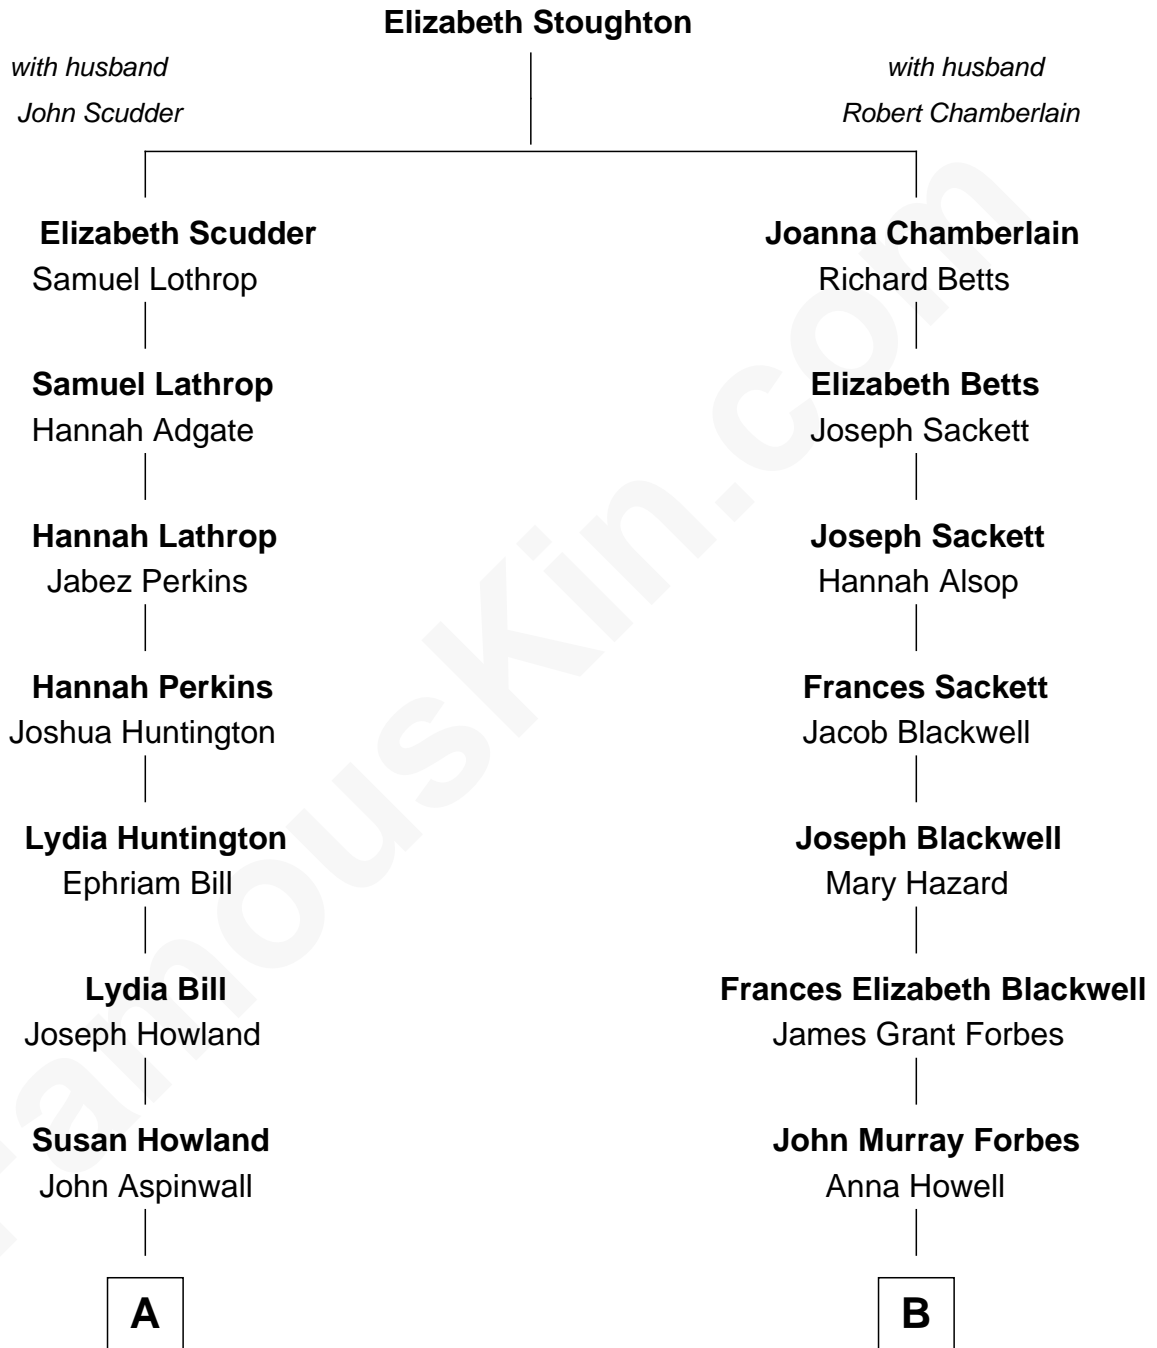 Elizabeth Stoughton
with husband
John Scudder
with husband
Robert Chamberlain
Elizabeth Scudder
Samuel Lothrop
Joanna Chamberlain
Richard Betts
Samuel Lathrop
Hannah Adgate
Elizabeth Betts
Joseph Sackett
Hannah Lathrop
Jabez Perkins
Joseph Sackett
Hannah Alsop
Hannah Perkins
Joshua Huntington
Frances Sackett
Jacob Blackwell
Lydia Huntington
Ephriam Bill
Joseph Blackwell
Mary Hazard
Lydia Bill
Joseph Howland
Frances Elizabeth Blackwell
James Grant Forbes
Susan Howland
John Aspinwall
John Murray Forbes
Anna Howell
A
B
FamousKin.com